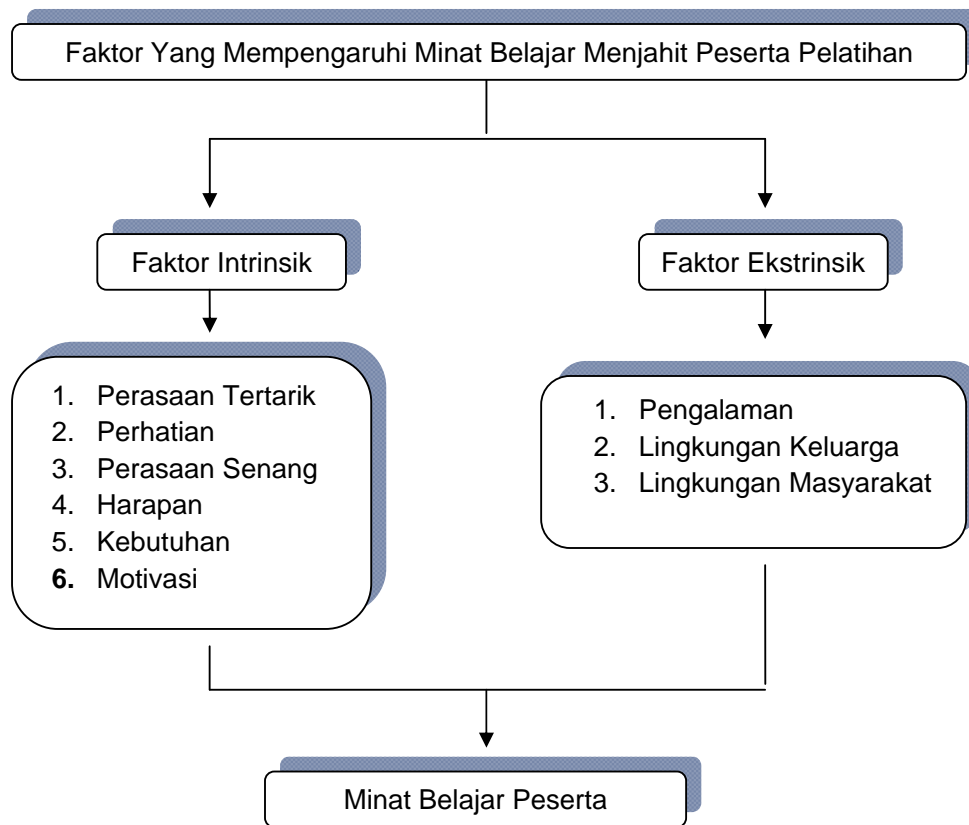 Faktor Yang Mempengaruhi Minat Belajar Menjahit Peserta Pelatihan
Faktor Intrinsik
Faktor Ekstrinsik
1. Perasaan Tertarik
2. Perhatian
3. Perasaan Senang
4. Harapan
5. Kebutuhan
6. Motivasi
1. Pengalaman
2. Lingkungan Keluarga
3. Lingkungan Masyarakat
Minat Belajar Peserta